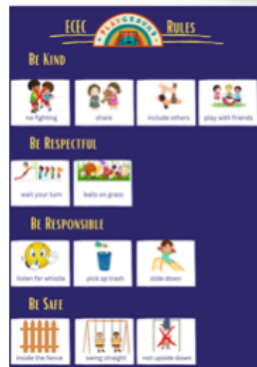 ECEC PLAYGROUND RULES
BE KIND
no fighting share include others play with friends
BE RESPECTFUL
wait your turn balls on grass
BE RESPONSIBLE
listen for whistle pick up trash slide down
BE SAFE
inside the fence swing straight not upside down